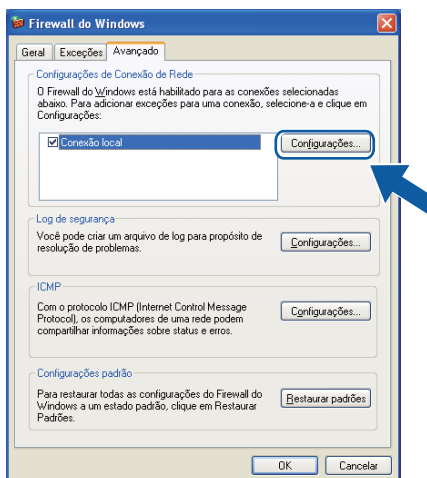 Firewall do Windows
Geral Exceções Avançado
Configurações de Conexão de Rede
O Firewall do Windows está habilitado para as conexões selecionadas
abaixo. Para adicionar exceções para uma conexão, selecione-a e clique em
Configurações:
Conexão local
Configurações...
Log de segurança
Você pode criar um arquivo de log para propósito de
resolução de problemas.
Configurações...
ICMP
Com o protocolo ICMP (Internet Control Message
Protocol), os computadores de uma rede podem
compartilhar informações sobre status e erros.
Configurações...
Configurações padrão
Para restaurar todas as configurações do Firewall do
Windows a um estado padrão, clique em Restaurar
Padrões.
Restaurar padrões
OK Cancelar